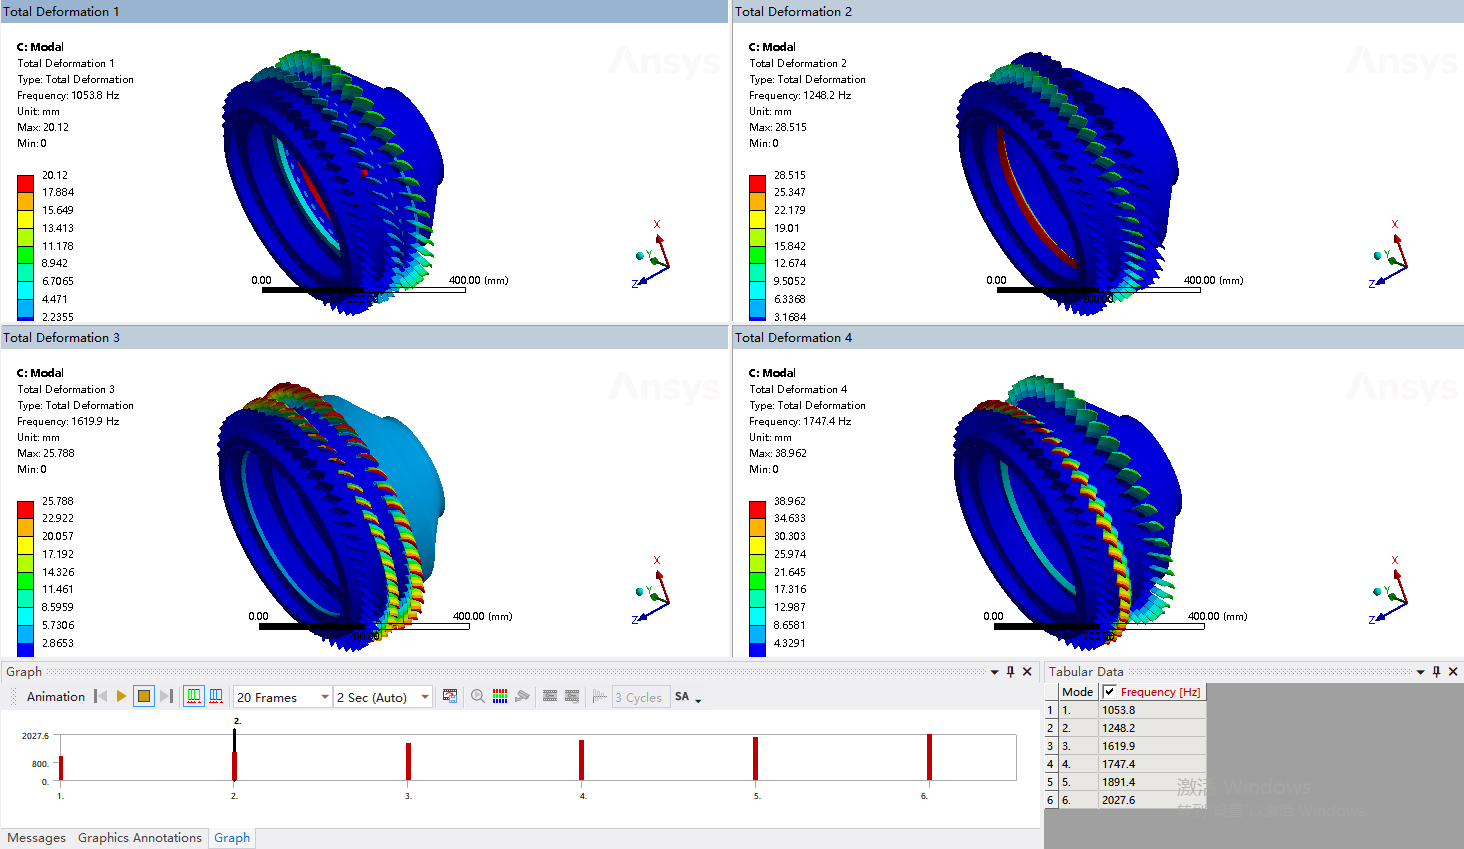 Total Deformation 1
C: Modal
Total Deformation 1
Type: Total Deformation
Frequency: 1053.8 Hz
Unit: mm
Max: 20.12
Min: 0
20.12
17.884
15.649
13.413
11.178
8.942
6.7065
4.471
2.2355
Ansys
0.00
400.00 (mm)
200.00
X
Y
Z
Total Deformation 2
C: Modal
Total Deformation 2
Type: Total Deformation
Frequency: 1248.2 Hz
Unit: mm
Max: 28.515
Min: 0
28.515
25.347
22.179
19.01
15.842
12.674
9.5052
6.3368
3.1684
Ansys
0.00
400.00 (mm)
200.00
X
Y
Z
Total Deformation 3
C: Modal
Total Deformation 3
Type: Total Deformation
Frequency: 1619.9 Hz
Unit: mm
Max: 25.788
Min: 0
25.788
22.922
20.057
17.192
14.326
11.461
8.5959
5.7306
2.8653
Ansys
0.00
400.00 (mm)
200.00
X
Y
Z
Total Deformation 4
C: Modal
Total Deformation 4
Type: Total Deformation
Frequency: 1747.4 Hz
Unit: mm
Max: 38.962
Min: 0
38.962
34.633
30.303
25.974
21.645
17.316
12.987
8.6581
4.3291
Ansys
0.00
400.00 (mm)
200.00
X
Y
Z
Graph
Animation
20 Frames
2 Sec (Auto)
3 Cycles
SA
2.
2027.6
800.
0.
1. 2. 3. 4. 5. 6.
Messages Graphics Annotations Graph
Tabular Data
Mode Frequency [Hz]
1 1. 1053.8
2 2. 1248.2
3 3. 1619.9
4 4. 1747.4
5 5. 1891.4
6 6. 2027.6
激活 Windows
转到"设置"以激活 Windows。